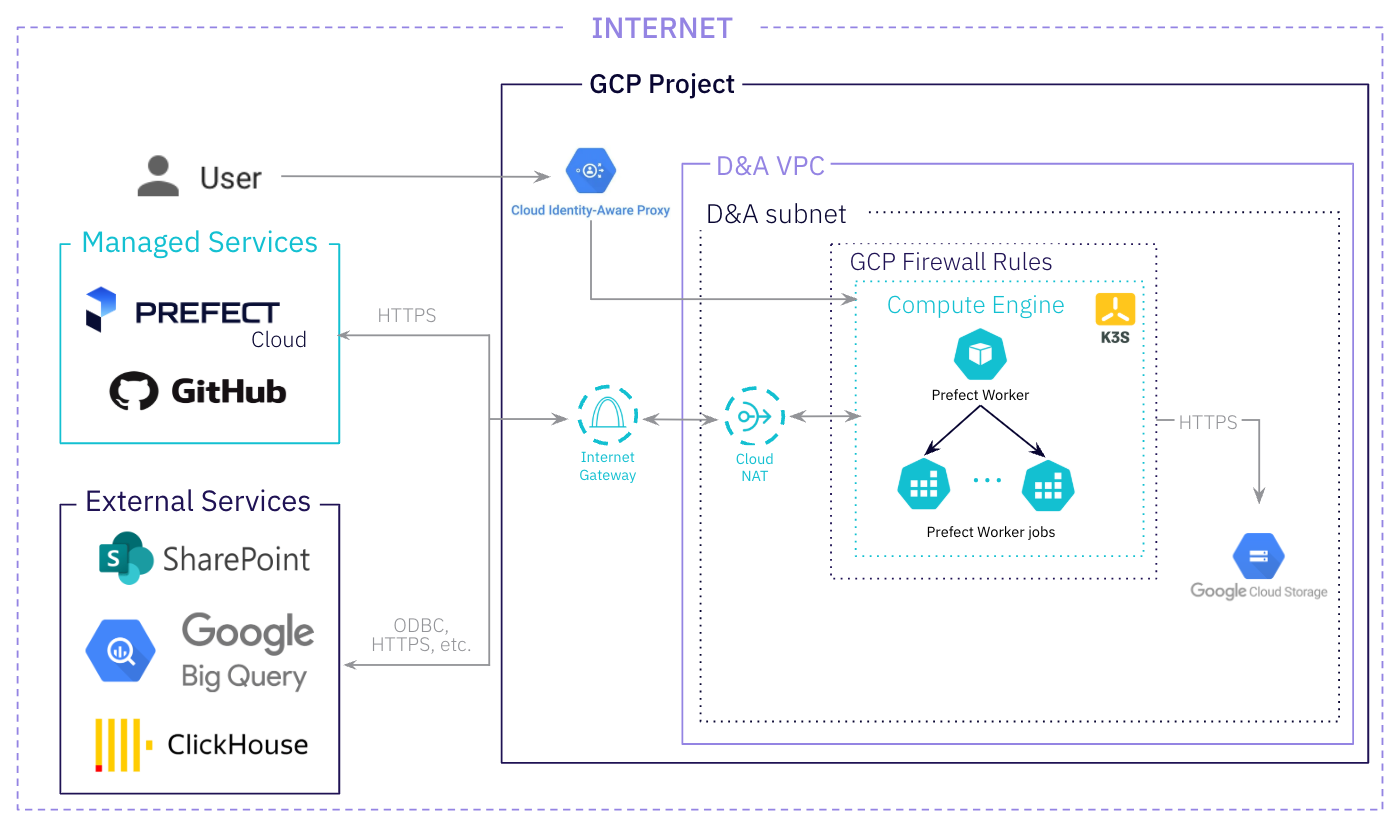 INTERNET
GCP Project
User
Cloud Identity-Aware Proxy
D&A VPC
D&A subnet
Managed Services
PREFECT
Cloud
GitHub
HTTPS
GCP Firewall Rules
Compute Engine
K3S
Prefect Worker
Internet
Gateway
Cloud
NAT
HTTPS
Prefect Worker jobs
External Services
S
SharePoint
Google
Big Query
ClickHouse
ODBC,
HTTPS, etc.
Google Cloud Storage